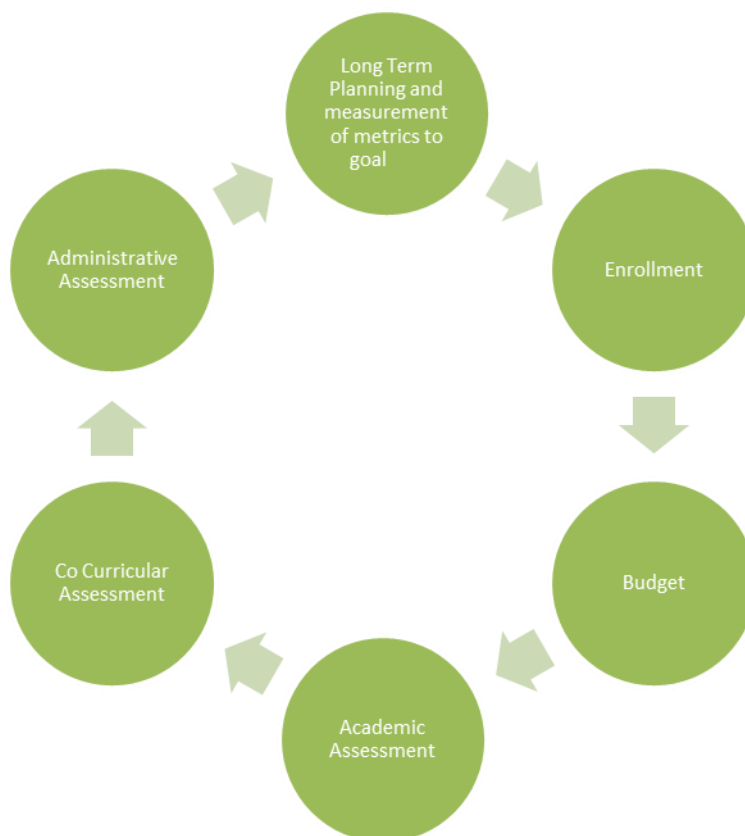 Long Term
Planning and
measurement
of metrics to
goal
Enrollment
Budget
Academic
Assessment
Co Curricular
Assessment
Administrative
Assessment